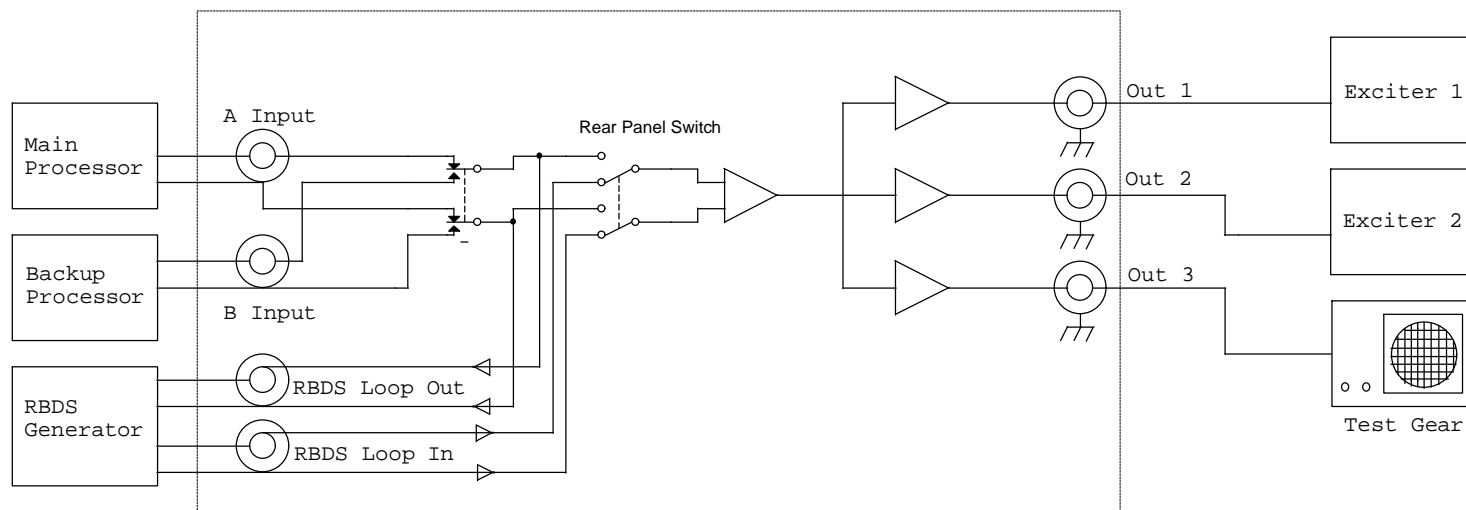 Main
Processor
A Input
Backup
Processor
B Input
RBDS
Generator
RBDS Loop Out
RBDS Loop In
Rear Panel Switch
Out 1
Out 2
Out 3
Exciter 1
Exciter 2
Test Gear